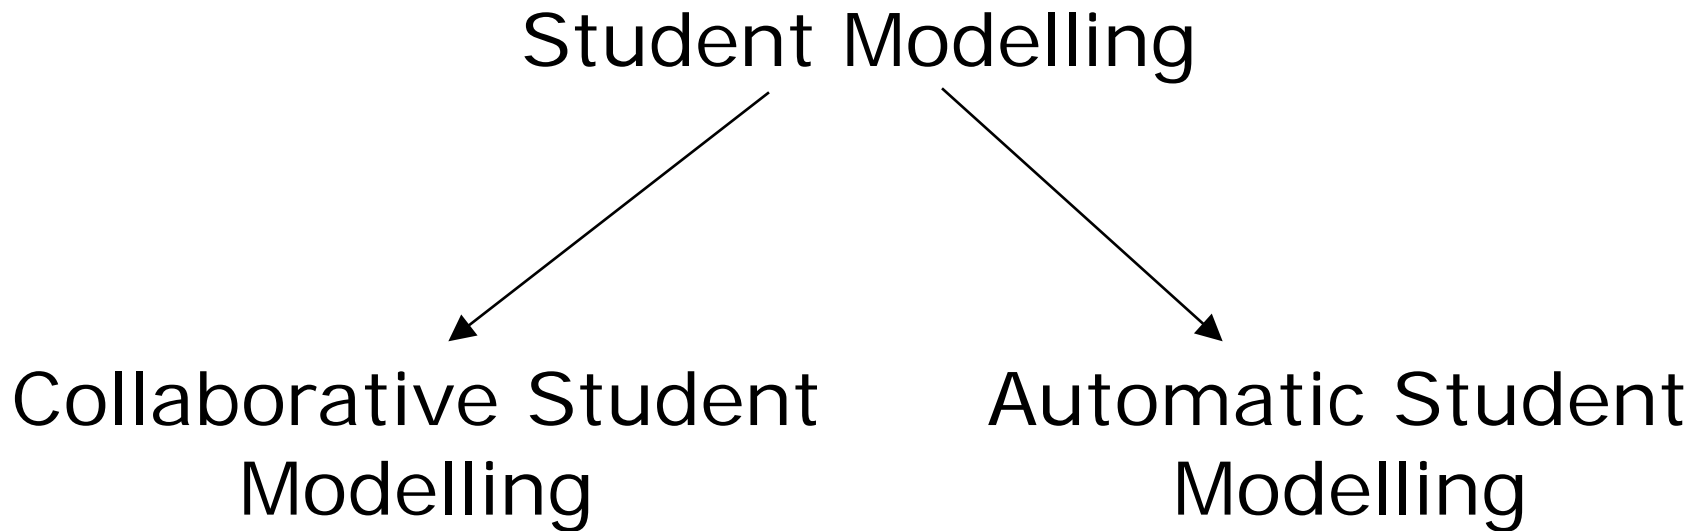 Student Modelling
Collaborative Student
Modelling
Automatic Student
Modelling